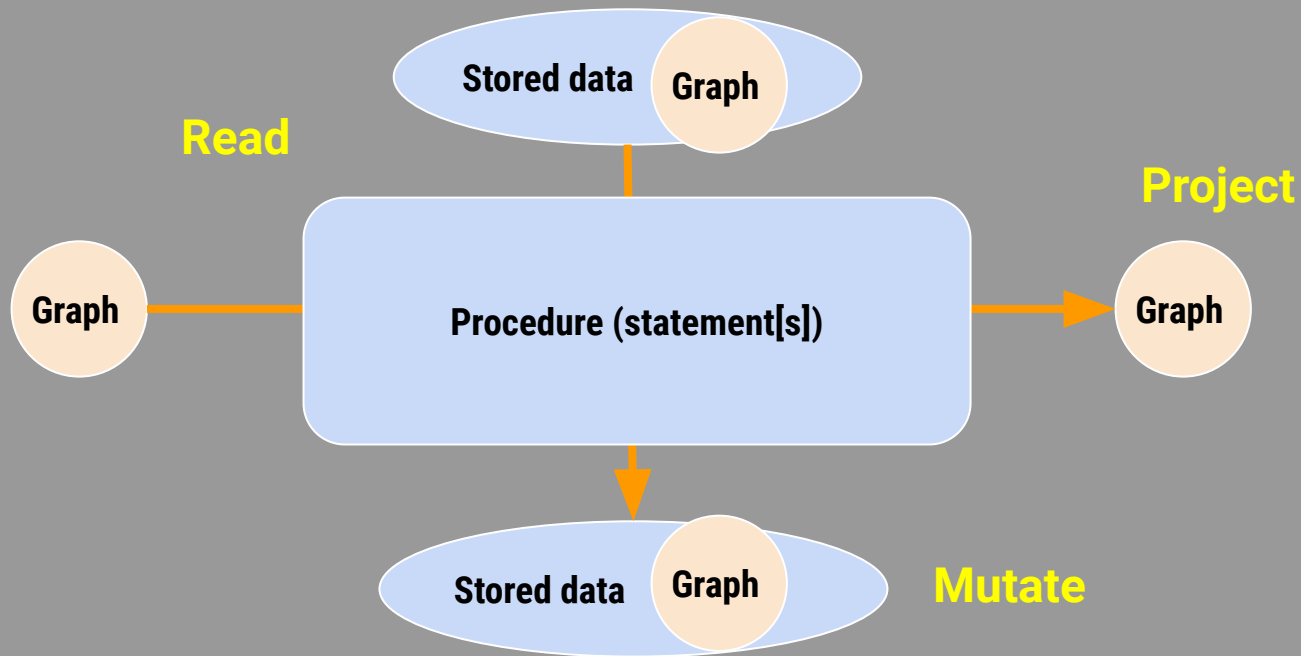 Stored data
Graph
Read
Project
Graph
Procedure (statement[s])
Graph
Stored data
Graph
Mutate